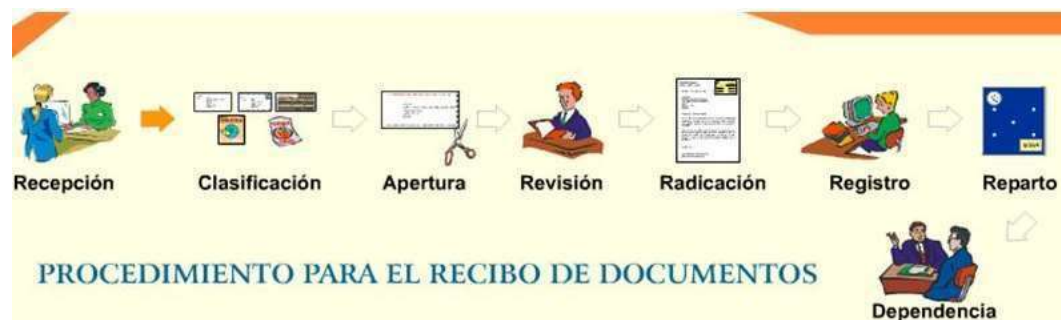 Recepción
Clasificación
Apertura
Revisión
Radicación
Registro
Reparto
PROCEDIMIENTO PARA EL RECIBO DE DOCUMENTOS
Dependencia